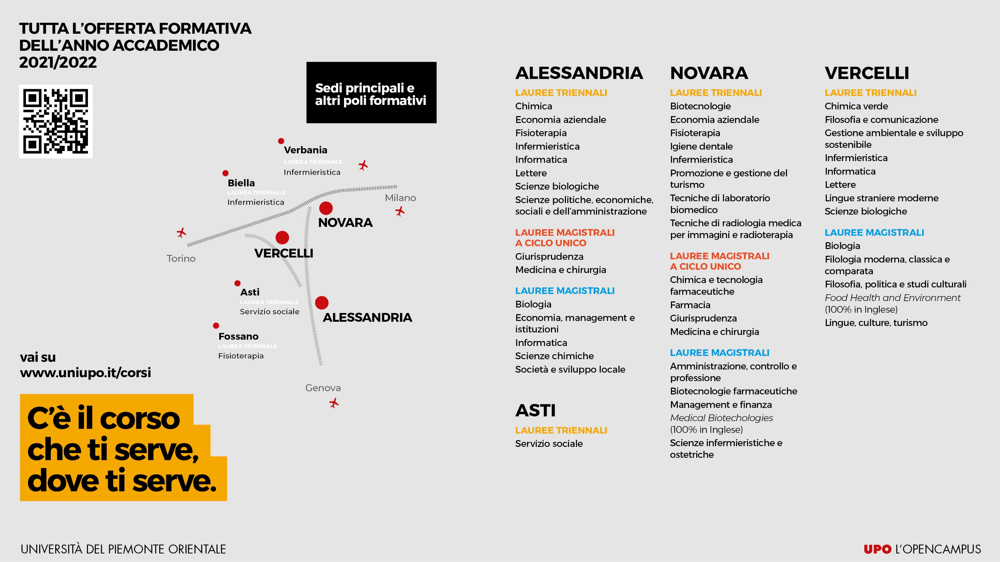 TUTTA L'OFFERTA FORMATIVA
DELL'ANNO ACCADEMICO
2021/2022
Sedi principali e
altri poli formativi
Verbania
LAUREA TRIENNALE
Infermieristica
Biella
LAUREA TRIENNALE
Infermieristica
Milano
NOVARA
VERCELLI
Torino
Asti
LAUREA TRIENNALE
Servizio sociale
ALESSANDRIA
Fossano
LAUREA TRIENNALE
Fisioterapia
Genova
vai su
www.uniupo.it/corsi
C'è il corso
che ti serve,
dove ti serve.
ALESSANDRIA
LAUREE TRIENNALI
Chimica
Economia aziendale
Fisioterapia
Infermieristica
Informatica
Lettere
Scienze biologiche
Scienze politiche, economiche,
sociali e dell'amministrazione
LAUREE MAGISTRALI
A CICLO UNICO
Giurisprudenza
Medicina e chirurgia
LAUREE MAGISTRALI
Biologia
Economia, management e
istituzioni
Informatica
Scienze chimiche
Società e sviluppo locale
ASTI
LAUREE TRIENNALI
Servizio sociale
NOVARA
LAUREE TRIENNALI
Biotecnologie
Economia aziendale
Fisioterapia
Igiene dentale
Infermieristica
Promozione e gestione del
turismo
Tecniche di laboratorio
biomedico
Tecniche di radiologia medica
per immagini e radioterapia
LAUREE MAGISTRALI
A CICLO UNICO
Chimica e tecnologia
farmaceutiche
Farmacia
Giurisprudenza
Medicina e chirurgia
LAUREE MAGISTRALI
Amministrazione, controllo e
professione
Biotecnologie farmaceutiche
Management e finanza
Medical Biotechologies
(100% in Inglese)
Scienze infermieristiche e
ostetriche
VERCELLI
LAUREE TRIENNALI
Chimica verde
Filosofia e comunicazione
Gestione ambientale e sviluppo
sostenibile
Infermieristica
Informatica
Lettere
Lingue straniere moderne
Scienze biologiche
LAUREE MAGISTRALI
Biologia
Filologia moderna, classica e
comparata
Filosofia, politica e studi culturali
Food Health and Environment
(100% in Inglese)
Lingue, culture, turismo
UNIVERSITÀ DEL PIEMONTE ORIENTALE
UPO L'OPENCAMPUS